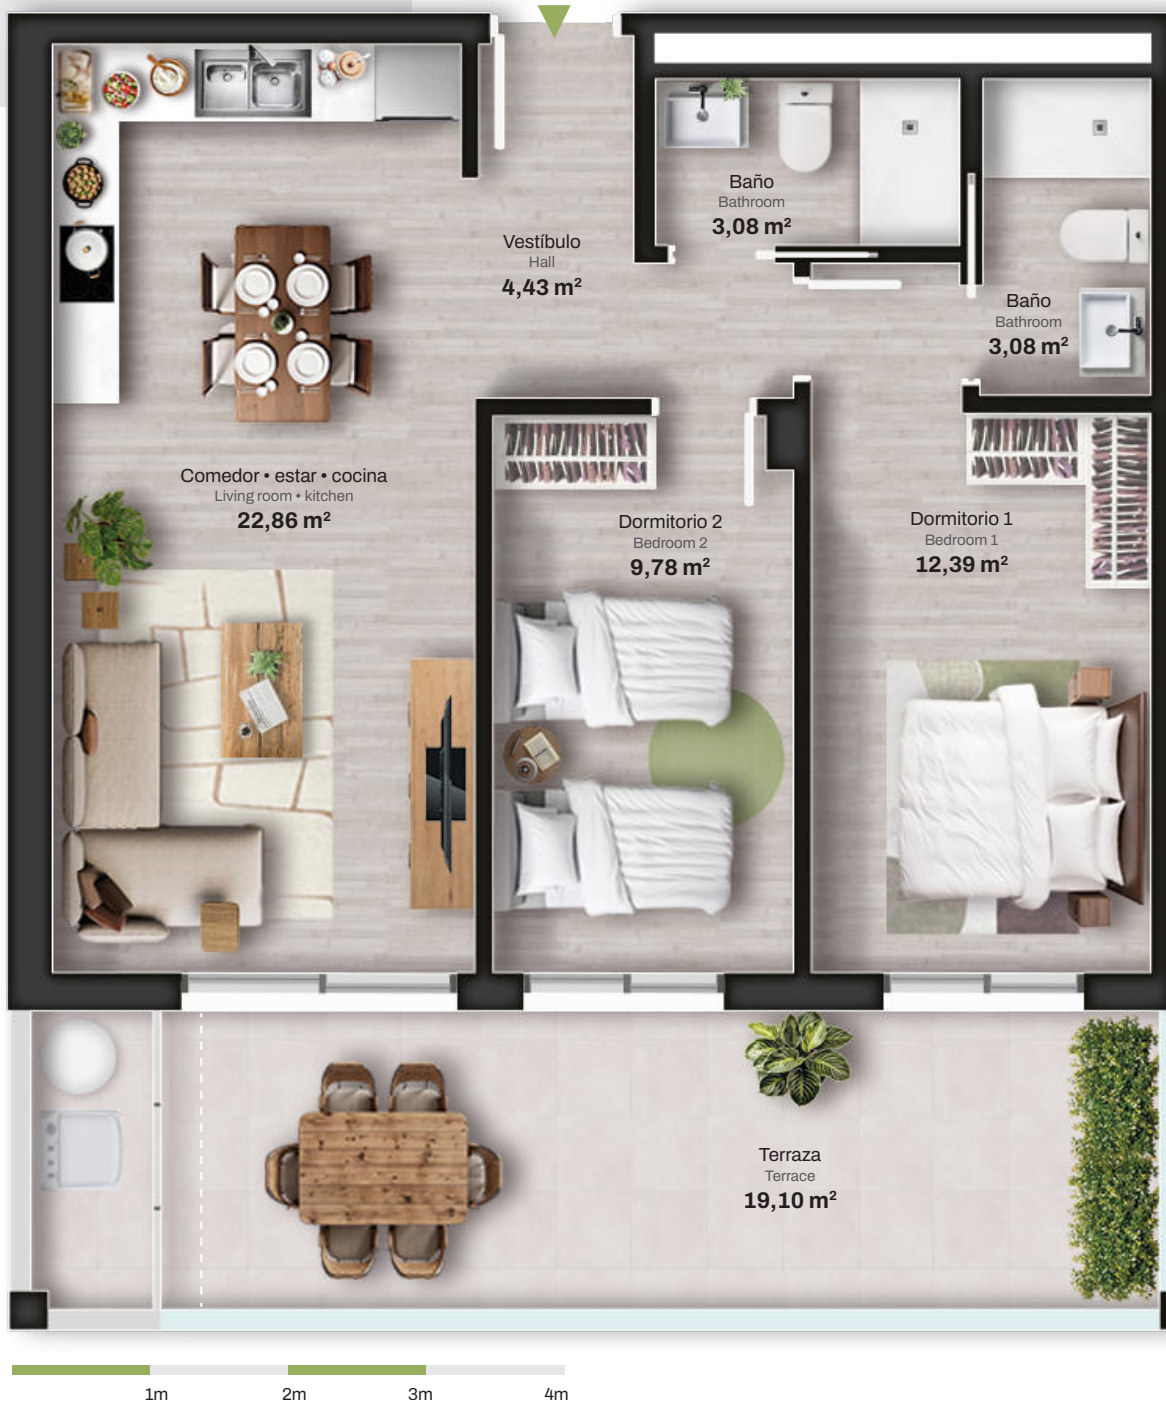 Baño
Bathroom
3,08 m²
Vestíbulo
Hall
4,43 m²
Baño
Bathroom
3,08 m²
Comedor • estar • cocina
Living room • kitchen
22,86 m²
Dormitorio 2
Bedroom 2
9,78 m²
Dormitorio 1
Bedroom 1
12,39 m²
Terraza
Terrace
19,10 m²
1m 2m 3m 4m